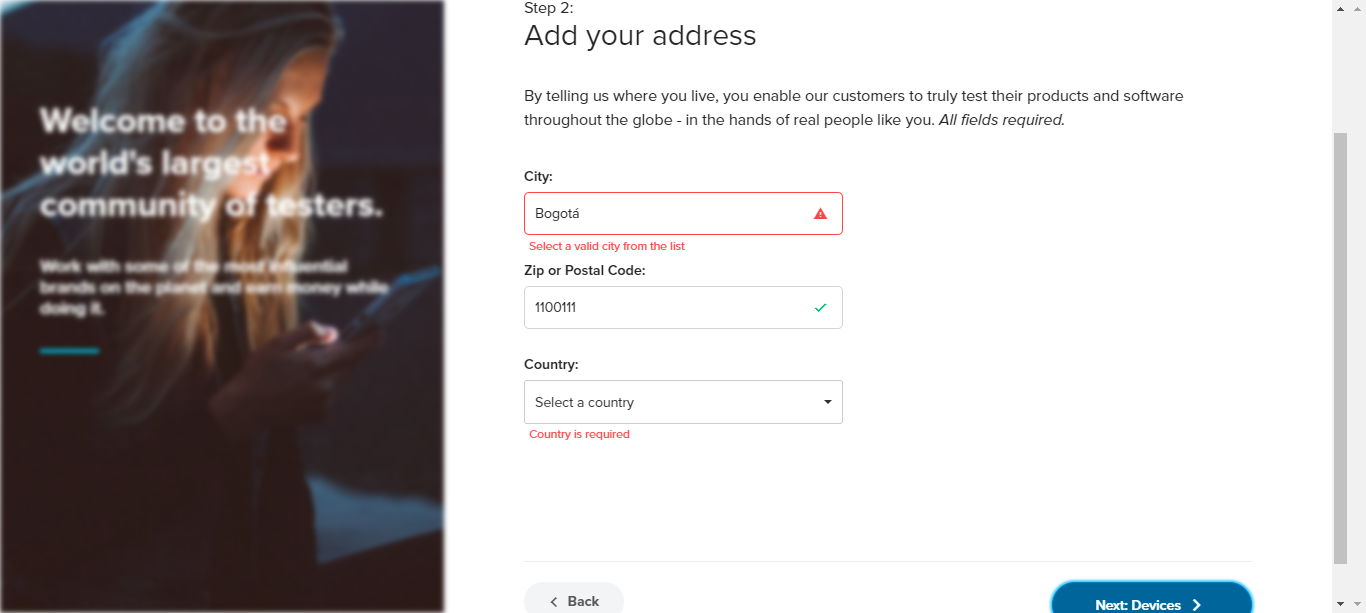 Step 2:
Add your address
Welcome to the
world's largest
community of testers.
Work with some of the most influential
brands on the planet and earn money while
doing it.
By telling us where you live, you enable our customers to truly test their products and software
throughout the globe - in the hands of real people like you. All fields required.
City:
Bogotá
Select a valid city from the list
Zip or Postal Code:
1100111
Country:
Select a country
Country is required
Back
Next: Devices